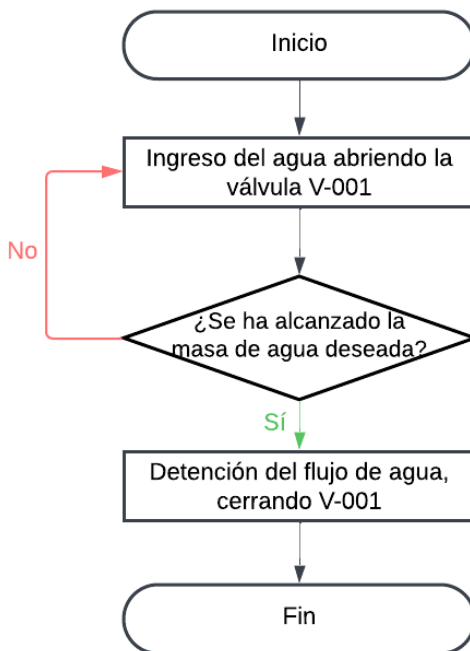 Inicio
Ingreso del agua abriendo la
válvula V-001
No
¿Se ha alcanzado la
masa de agua deseada?
Sí
Detención del flujo de agua,
cerrando V-001
Fin